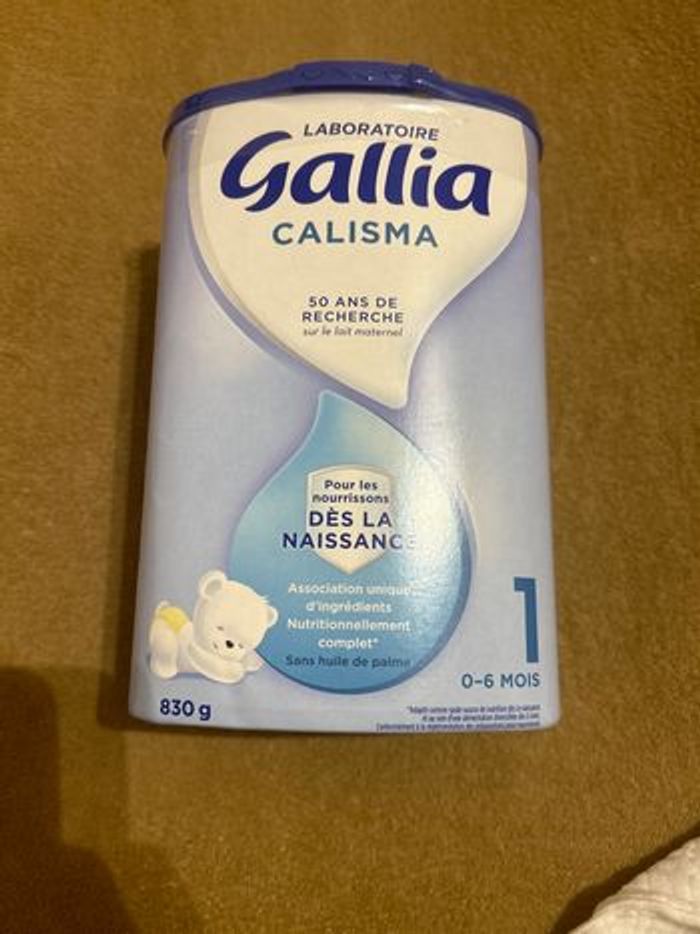 LABORATOIRE
Gallia
CALISMA
50 ANS DE
RECHERCHE
sur le lait maternel
Pour les
nourrissons
DÈS LA
NAISSANCE
Association unique
d'ingrédients
Nutritionnellement
complet*
Sans huile de palme
1
0-6 MOIS
830 g